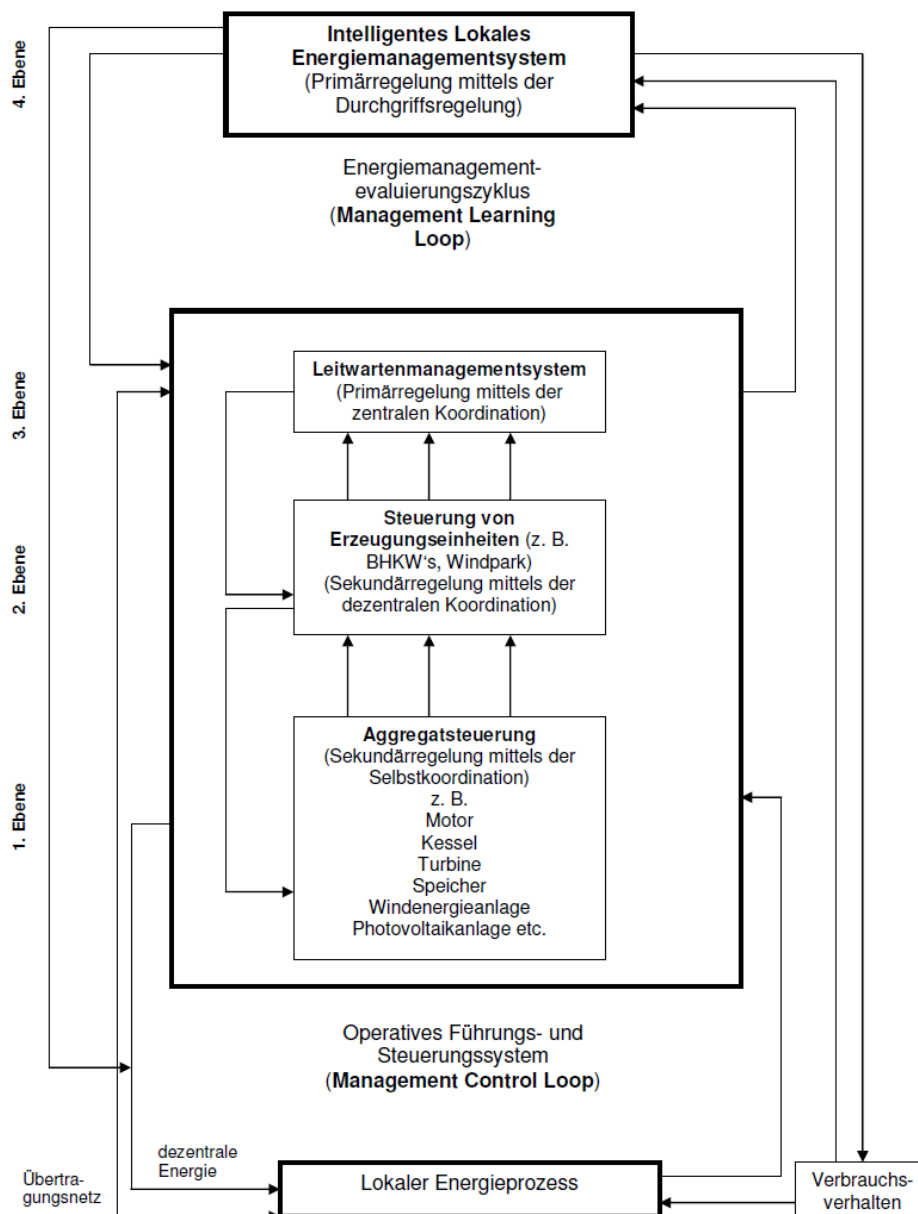 4. Ebene
Intelligentes Lokales
Energiemanagementsystem
(Primärregelung mittels der
Durchgriffsregelung)
Energiemanagement-
evaluierungszyklus
(Management Learning
Loop)
3. Ebene
Leitwartenmanagementsystem
(Primärregelung mittels der
zentralen Koordination)
2. Ebene
Steuerung von
Erzeugungseinheiten (z. B.
BHKW‘s, Windpark)
(Sekundärregelung mittels der
dezentralen Koordination)
1. Ebene
Aggregatsteuerung
(Sekundärregelung mittels der
Selbstkoordination)
z. B.
Motor
Kessel
Turbine
Speicher
Windenergieanlage
Photovoltaikanlage etc.
Operatives Führungs- und
Steuerungssystem
(Management Control Loop)
dezentrale
Energie
Übertra-
gungsnetz
Lokaler Energieprozess
Verbrauchs-
verhalten